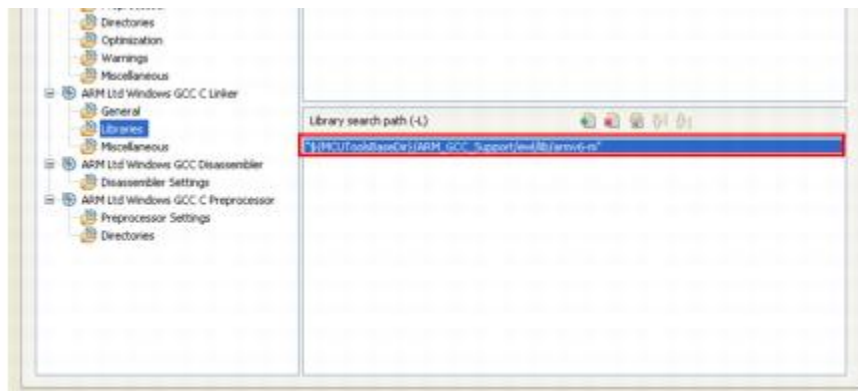 Directories
Optimization
Warnings
Miscellaneous
ARM Ltd Windows GCC C Linker
General
Libraries
Miscellaneous
ARM Ltd Windows GCC Disassembler
Disassembler Settings
ARM Ltd Windows GCC C Preprocessor
Preprocessor Settings
Directories
Library search path (-L)
"${MCUToolsBaseDir}/ARM_GCC_Support/ewl/lib/armv6-m"